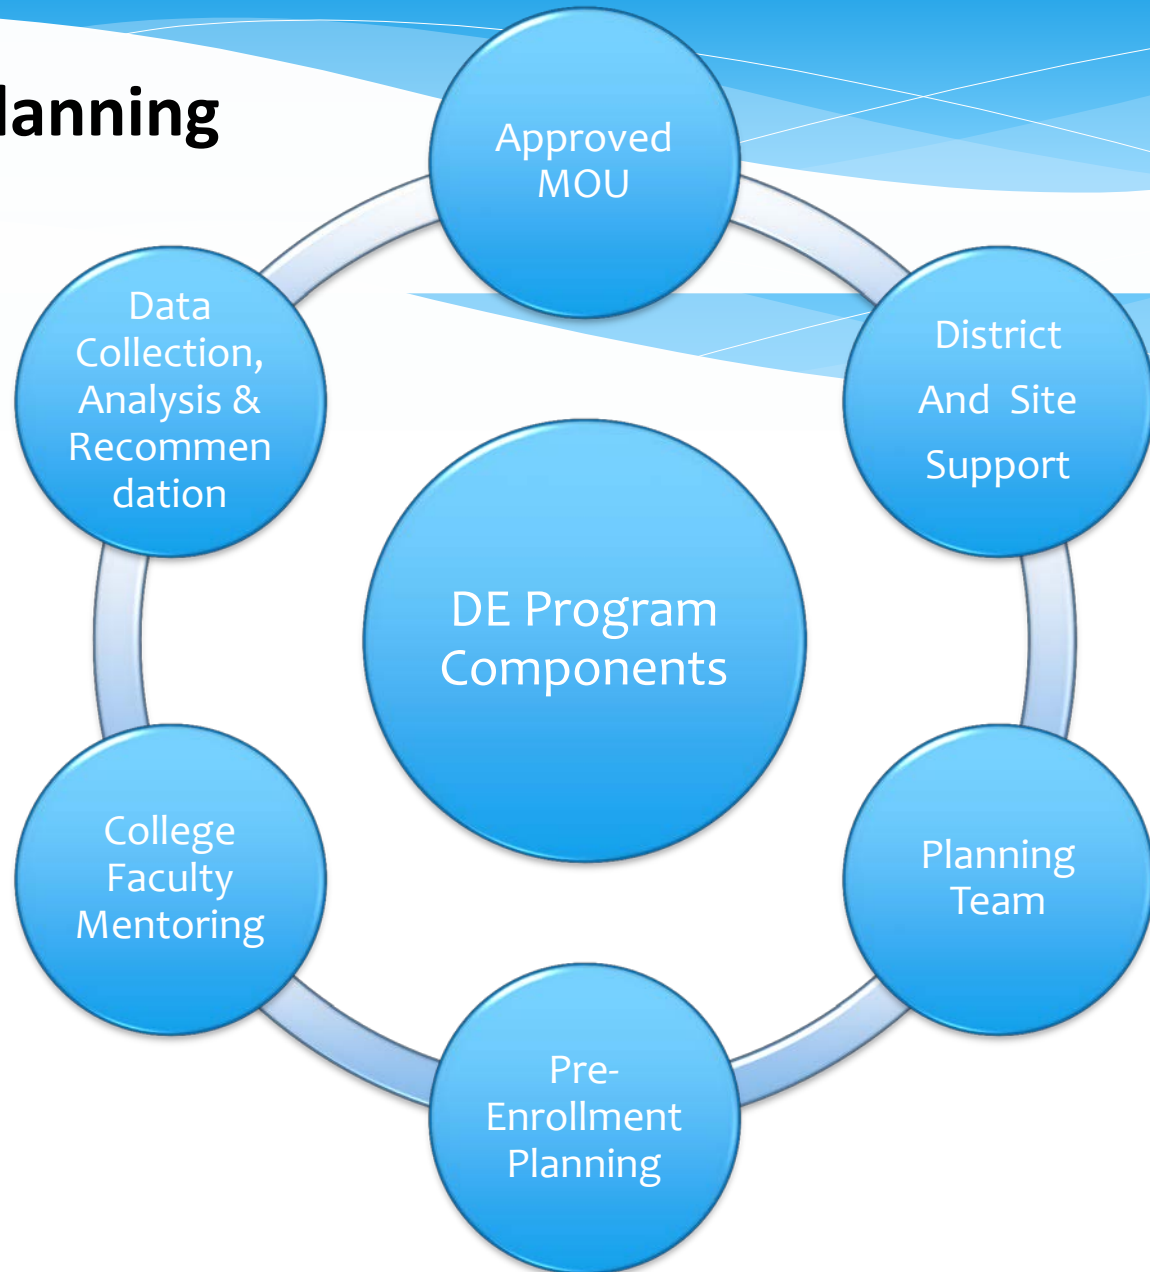 lanning
Approved
MOU
District
And Site
Support
Planning
Team
Pre-
Enrollment
Planning
College
Faculty
Mentoring
Data
Collection,
Analysis &
Recommen
dation
DE Program
Components